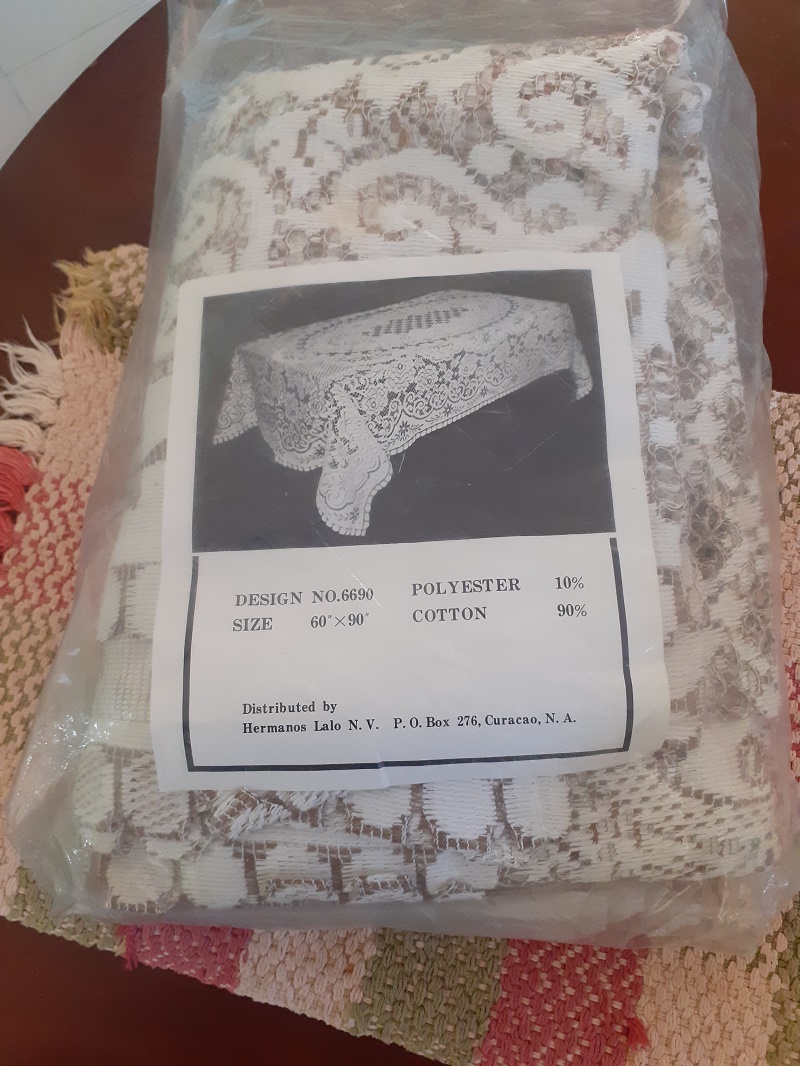 DESIGN NO.6690 POLYESTER 10%
SIZE 60"×90" COTTON 90%
Distributed by
Hermanos Lalo N. V. P. O. Box 276, Curacao, N. A.